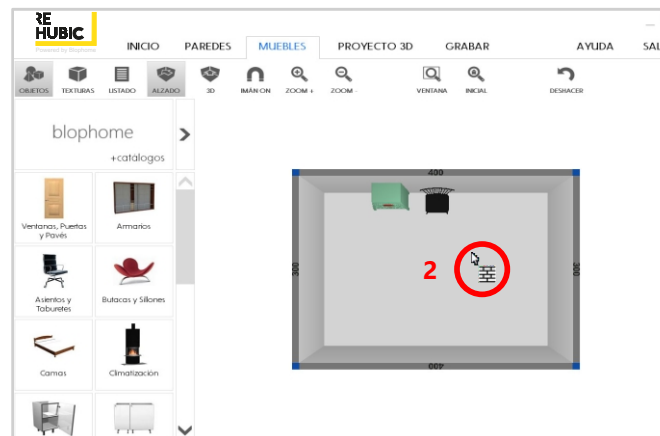 RE
HUBIC
Powered by Blophome
INICIO PAREDES MUEBLES PROYECTO 3D GRABAR AYUDA SAL
OBJETOS TEXTURAS LISTADO ALZADO 3D IMÁN ON ZOOM + ZOOM - VENTANA INICIAL DESHACER
blophome
+catálogos
Ventanas, Puertas y Pavés
Armarios
Asientos y Taburetes
Butacas y Sillones
Camas
Climatización
400
300
2
300
400